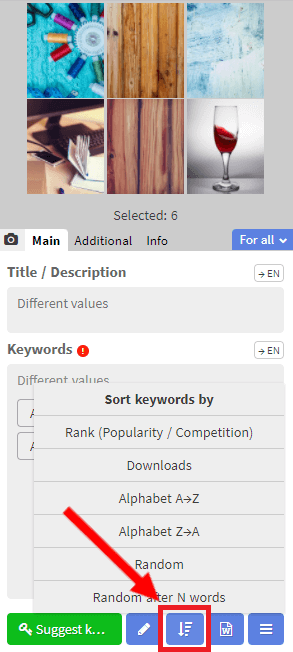 Selected: 6
Main Additional Info For all
Title / Description → EN
Different values
Keywords → EN
Different values
Sort keywords by
Rank (Popularity / Competition)
Downloads
Alphabet A→Z
Alphabet Z→A
Random
Random after N words
Suggest k...